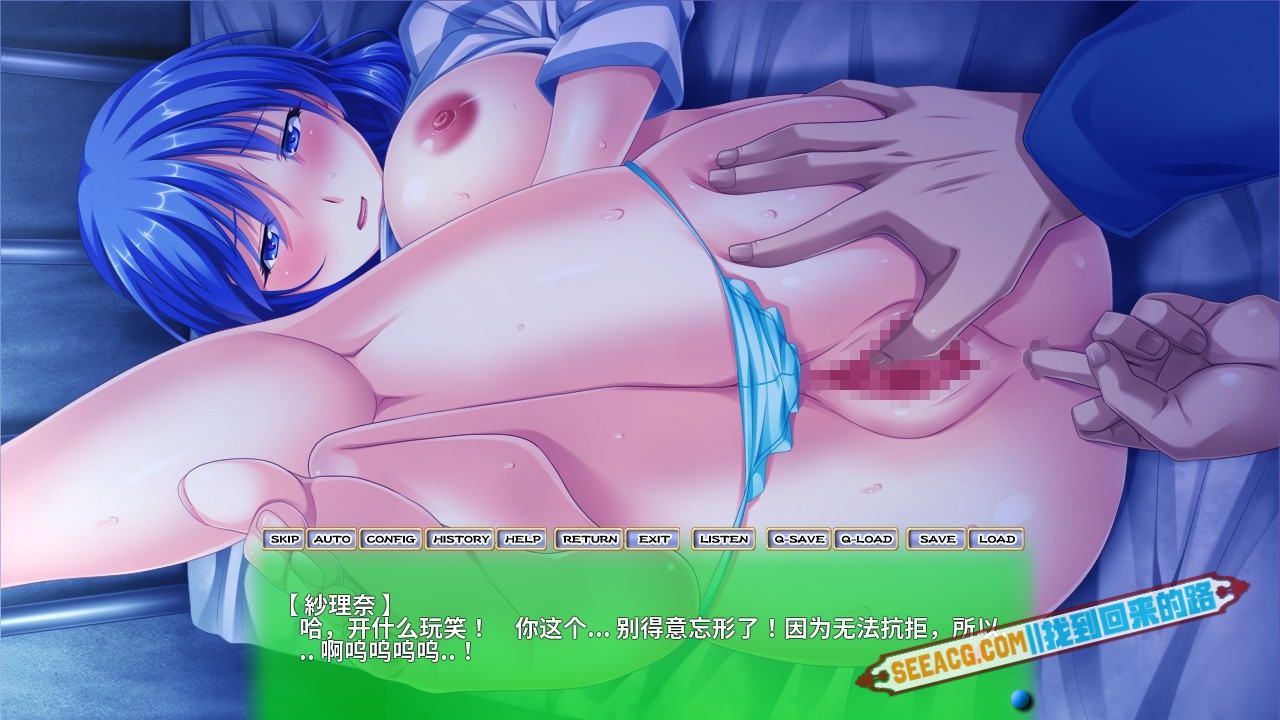 SKIP AUTO CONFIG HISTORY HELP RETURN EXIT LISTEN Q-SAVE Q-LOAD SAVE LOAD
【紗理奈】
哈，开什么玩笑！ 你这个...别得意忘形了！因为无法抗拒，所以
..啊呜呜呜呜..！
SEEACG.COM||找到回来的路